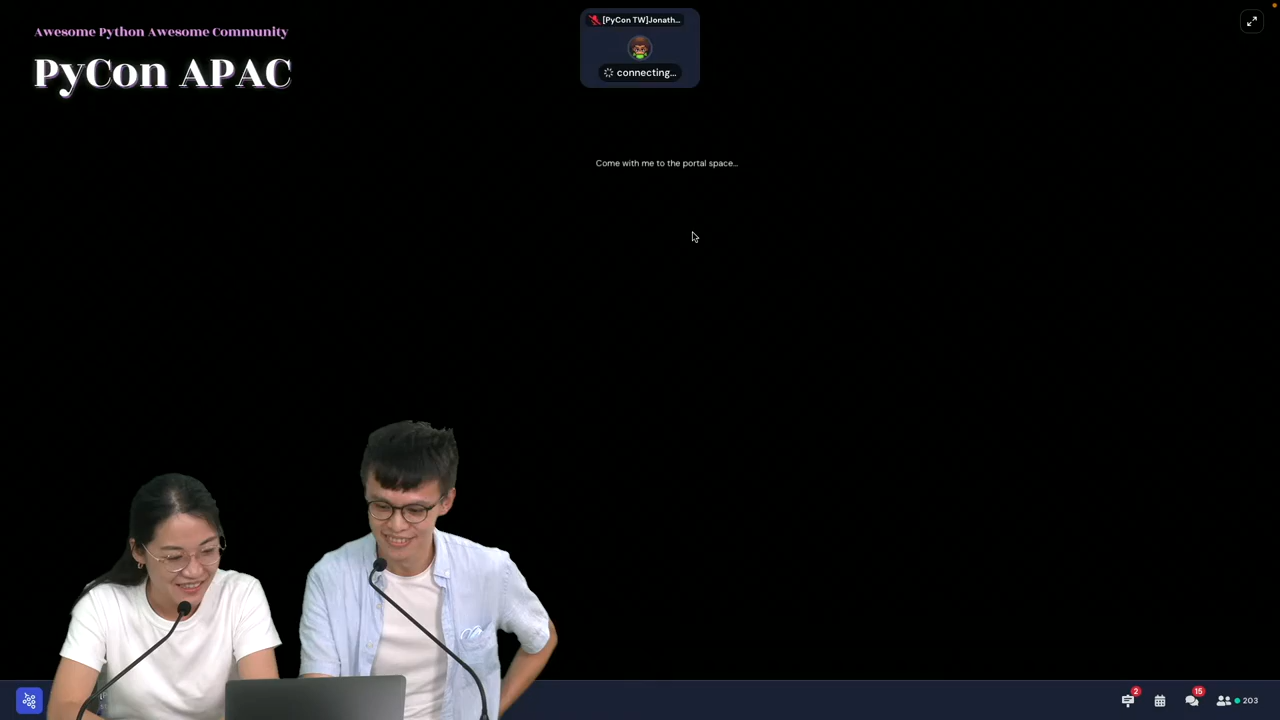 Awesome Python Awesome Community
PyCon APAC
[PyCon TW]Jonath...
connecting...
Come with me to the portal space...
2
15
203